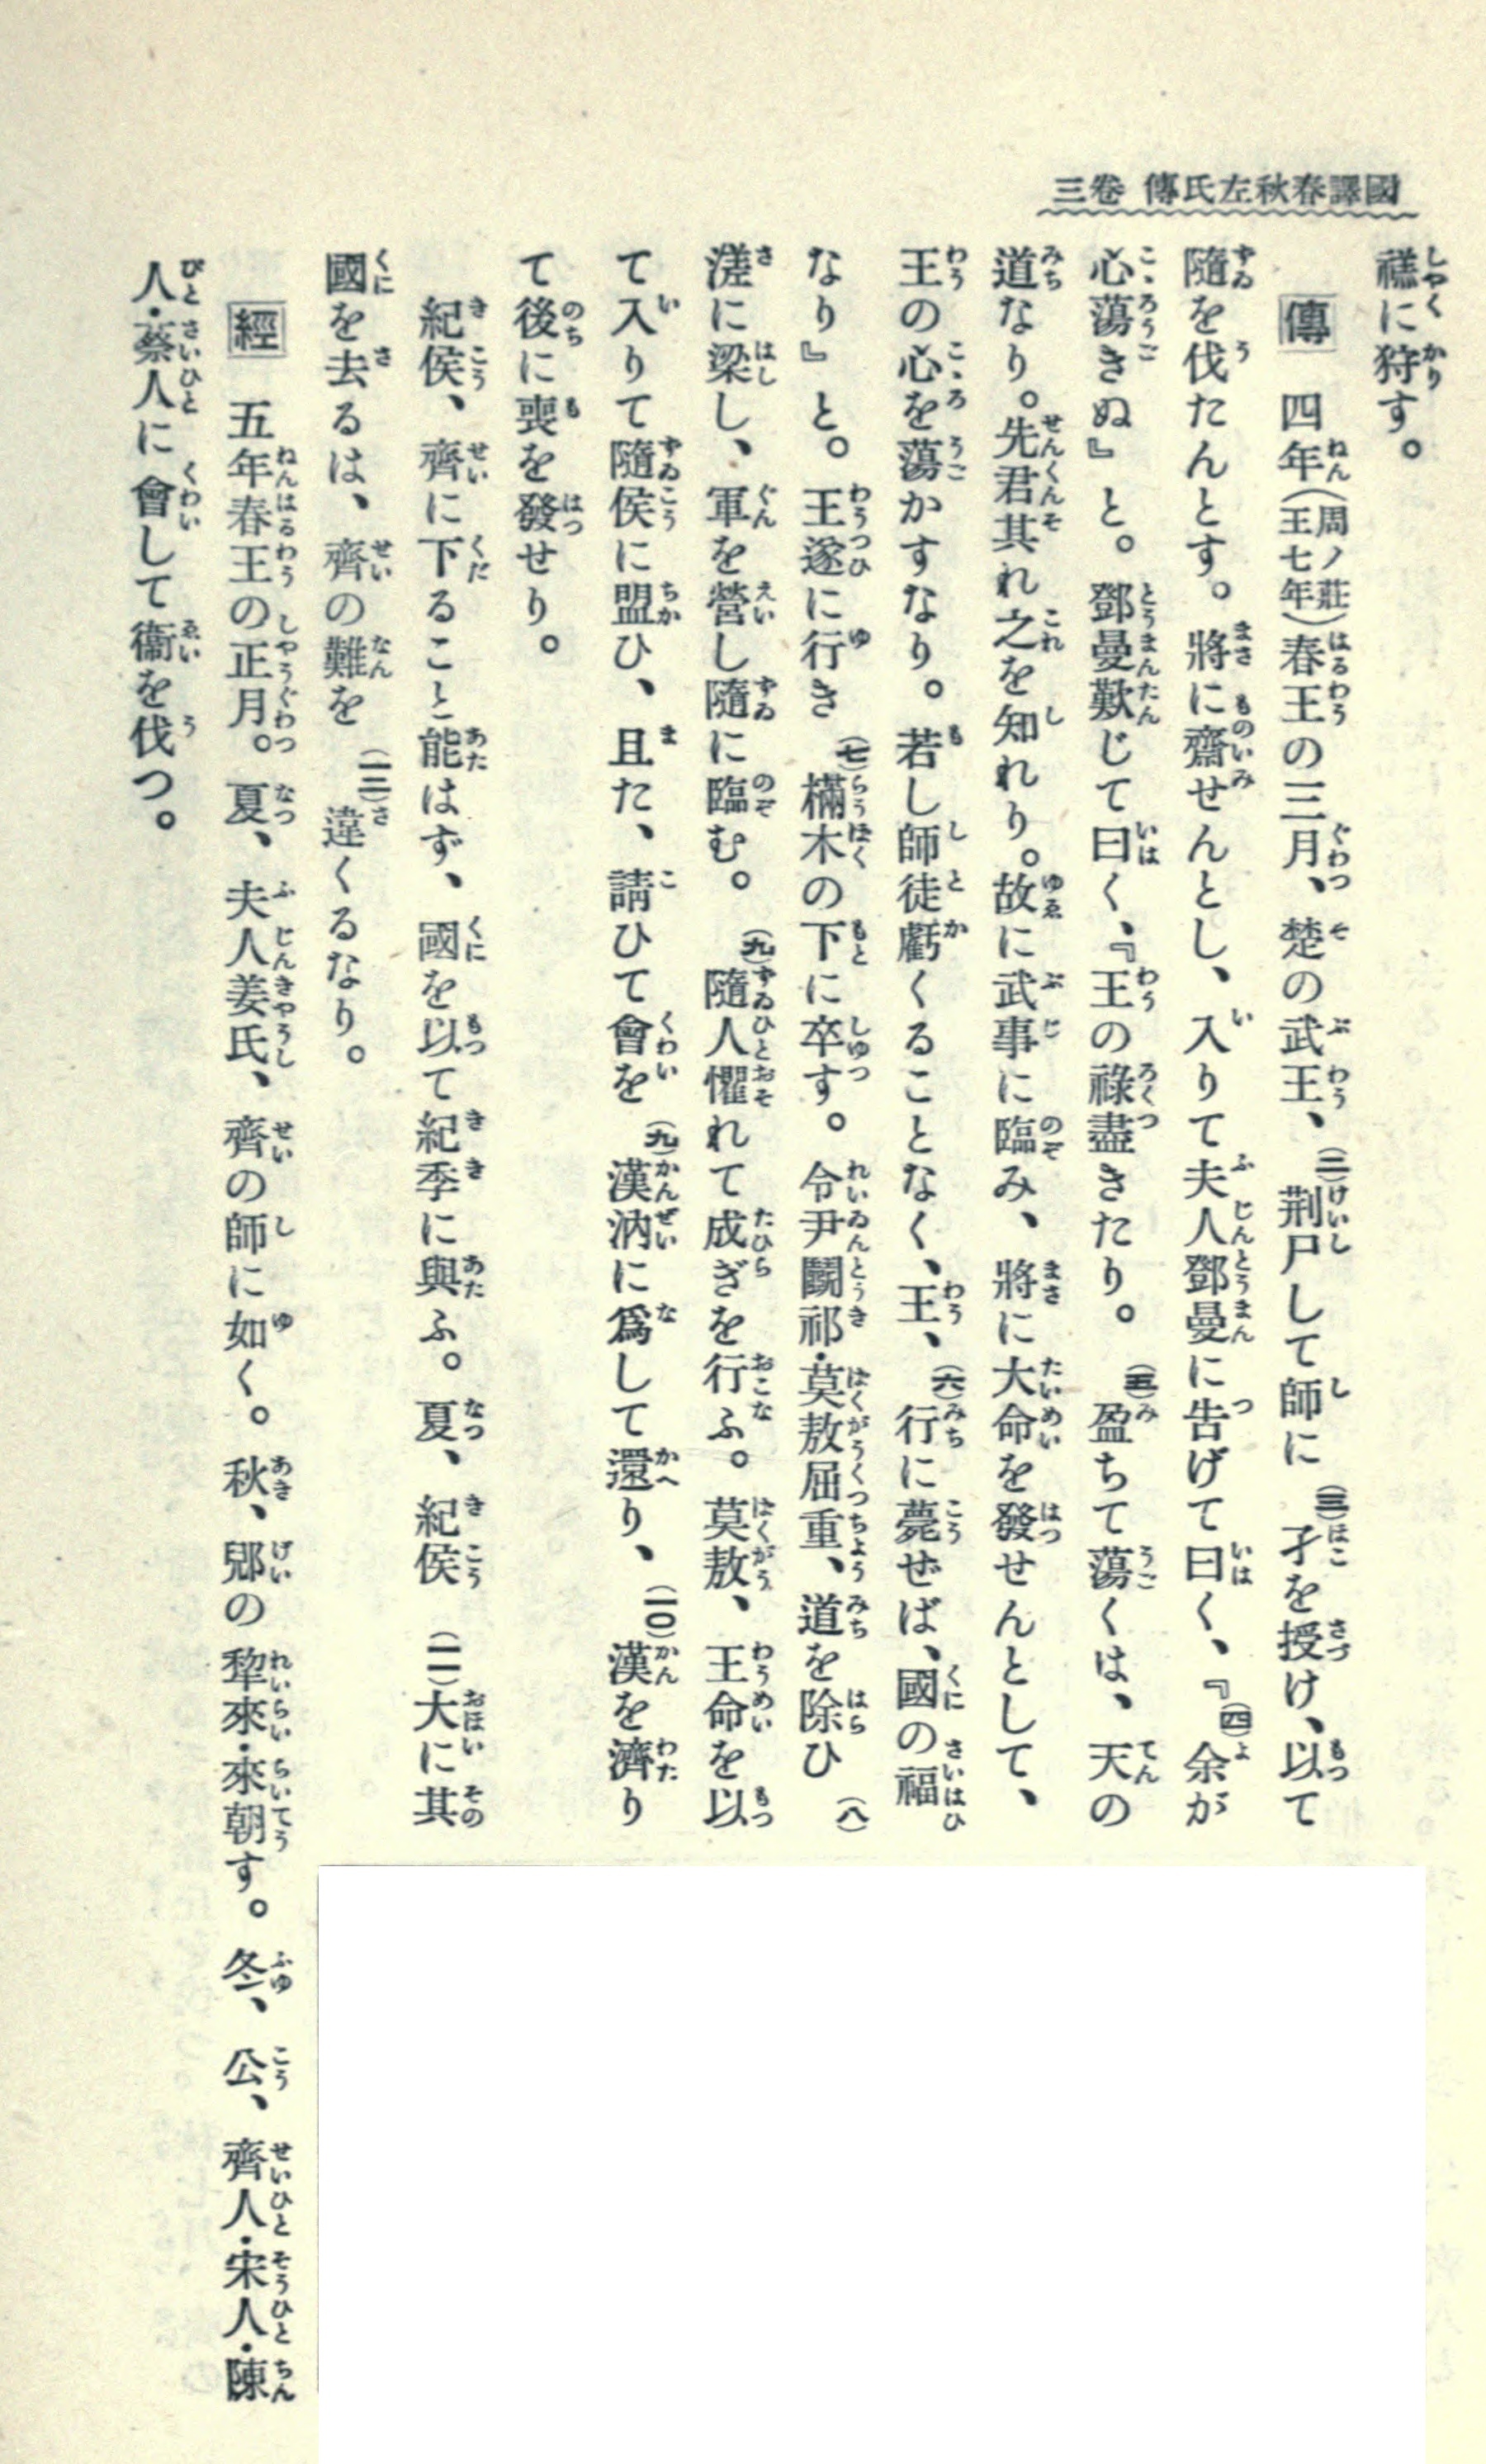 國譯春秋左氏傳 卷三
禚に狩す。
傳 四年(周ノ莊王七年)春王の三月、楚の武王、(二)荆尸して師に(三)孑を授け、以て
隨を伐たんとす。將に齋せんとし、入りて夫人鄧曼に告げて曰く、『(四)余が
心蕩きぬ』と。鄧曼歎じて曰く、『王の祿盡きたり。(五)盈ちて蕩くは、天の
道なり。先君其れ之を知れり。故に武事に臨み、將に大命を發せんとして、
王の心を蕩かすなり。若し師徒虧くることなく、王、(六)行に薨ぜば、國の福
なり』と。王遂に行き(七)樠木の下に卒す。令尹鬭祁・莫敖屈重、道を除ひ(八)
溠に梁し、軍を營し隨に臨む。(九)隨人懼れて成ぎを行ふ。莫敖、王命を以
て入りて隨侯に盟ひ、且た、請ひて會を(九)漢汭に爲して還り、(一〇)漢を濟り
て後に喪を發せり。
紀侯、齊に下ること能はず、國を以て紀季に與ふ。夏、紀侯(一一)大に其
國を去るは、齊の難を(一二)違くるなり。
經 五年春王の正月。夏、夫人姜氏、齊の師に如く。秋、郳の犂來・來朝す。冬、公、齊人・宋人・陳
人・蔡人に會して衞を伐つ。